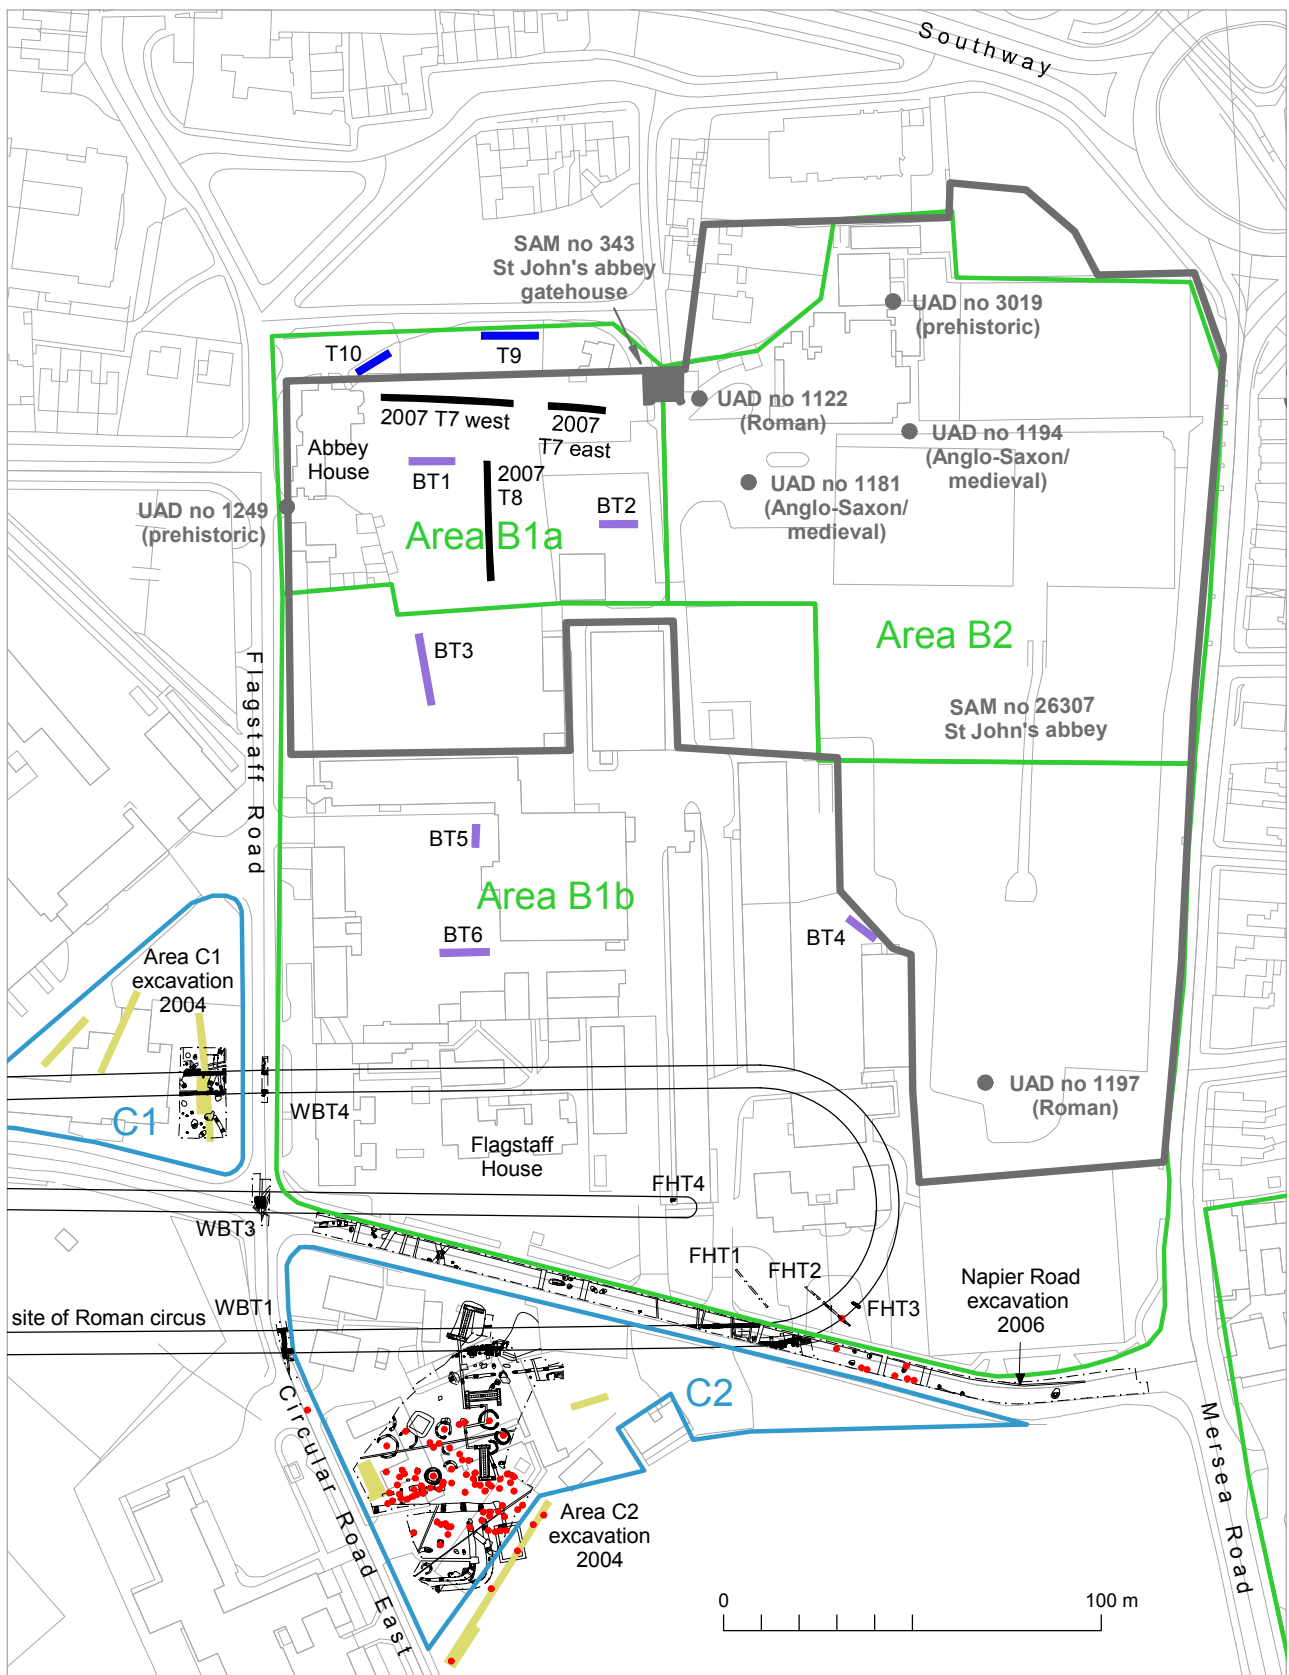 Southway
SAM no 343
St John's abbey
gatehouse
UAD no 3019
(prehistoric)
T10
T9
2007 T7 west
2007
T7 east
UAD no 1122
(Roman)
Abbey
House
BT1
2007
T8
UAD no 1194
(Anglo-Saxon/
medieval)
UAD no 1181
(Anglo-Saxon/
medieval)
UAD no 1249
(prehistoric)
BT2
Area B1a
BT3
Area B2
SAM no 26307
St John's abbey
Flagstaff Road
BT5
Area B1b
BT6
BT4
Area C1
excavation
2004
C1
WBT4
UAD no 1197
(Roman)
Flagstaff
House
FHT4
WBT3
FHT1
FHT2
FHT3
Napier Road
excavation
2006
site of Roman circus
WBT1
C2
Circular Road East
Mersea Road
Area C2
excavation
2004
0
100 m